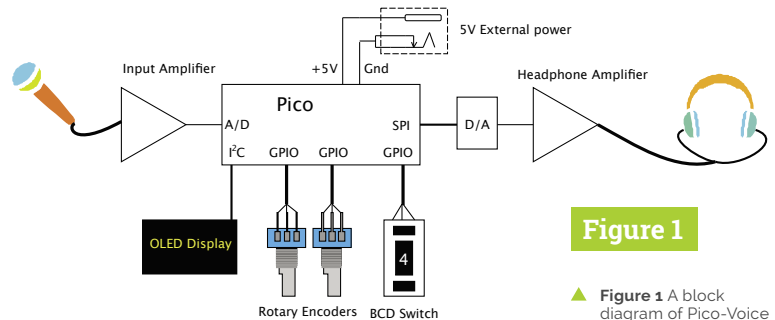 5V External power
Input Amplifier
+5V
Gnd
Headphone Amplifier
Pico
A/D
SPI
D/A
I²C
GPIO
GPIO
GPIO
OLED Display
4
Rotary Encoders
BCD Switch
Figure 1
▲ Figure 1 A block
diagram of Pico-Voice